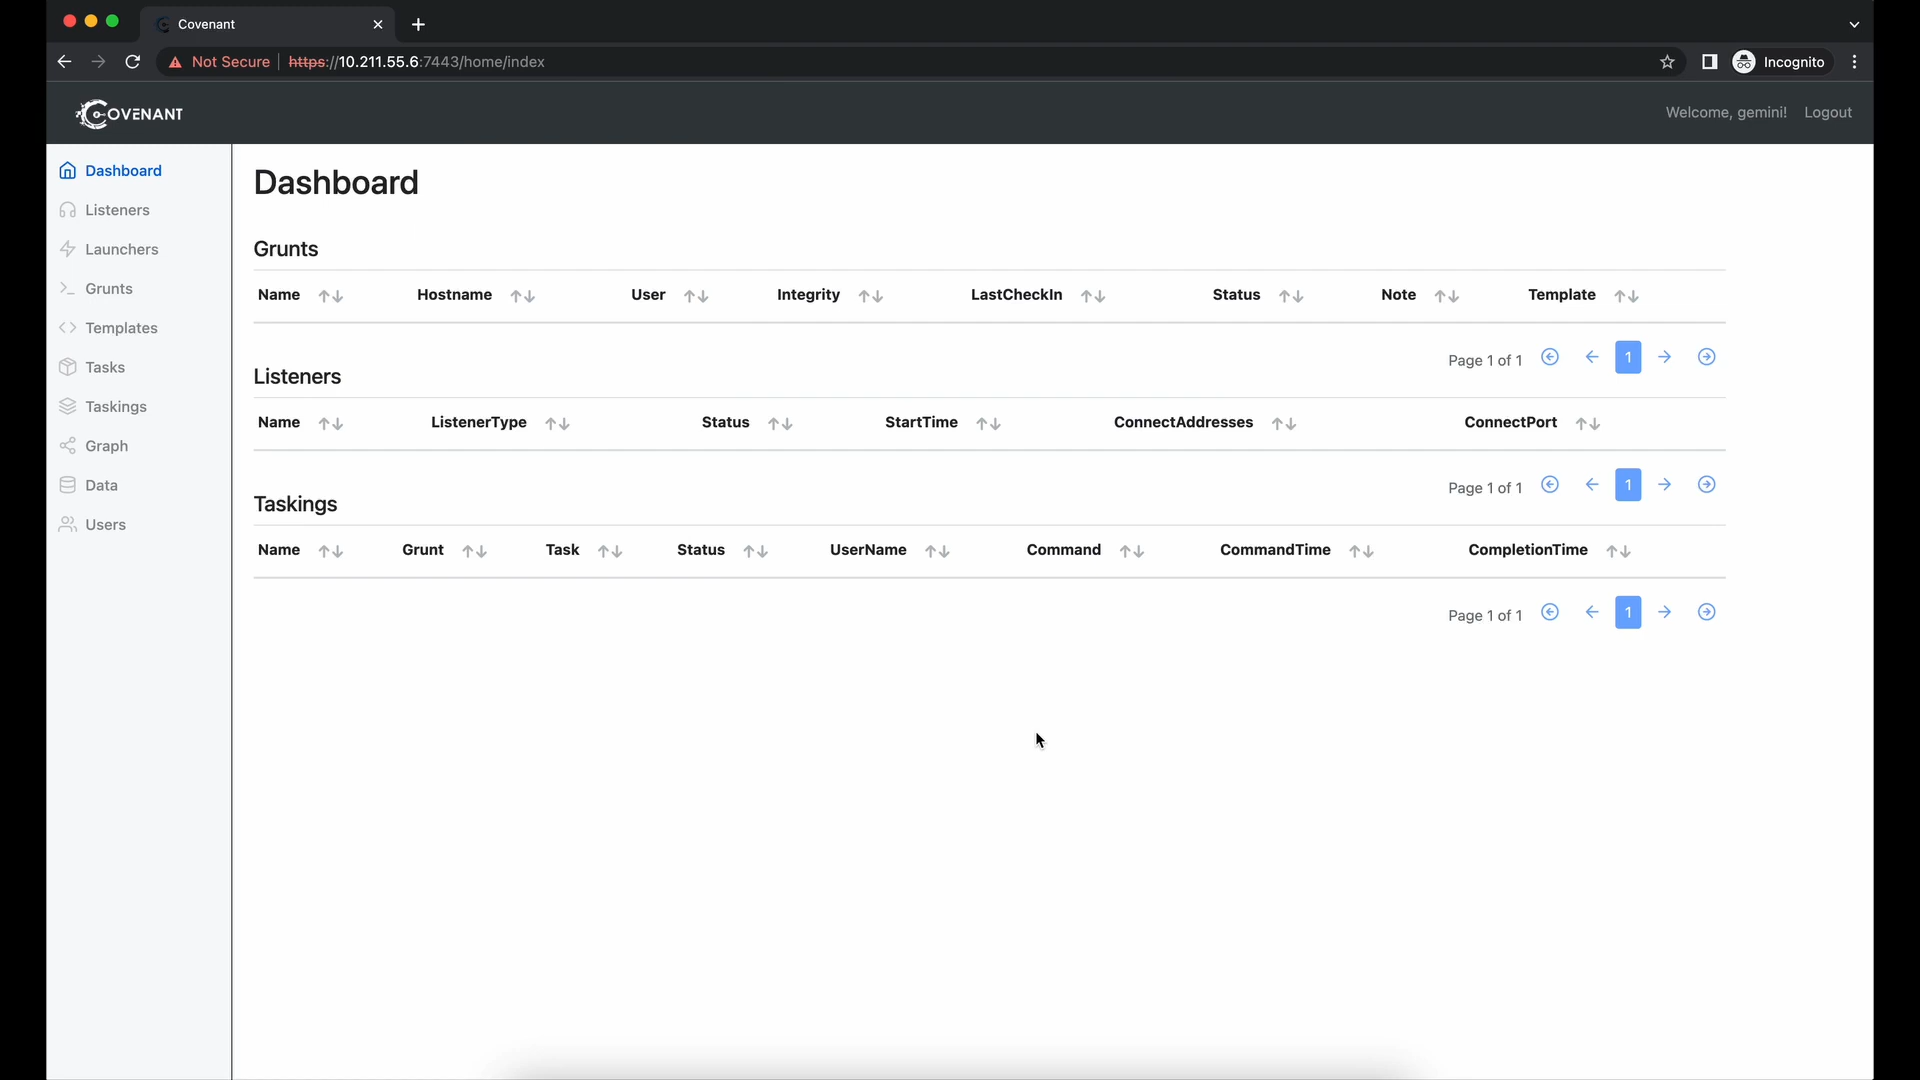 Covenant
Not Secure https://10.211.55.6:7443/home/index Incognito
COVENANT Welcome, gemini! Logout
Dashboard
Listeners
Launchers
Grunts
Templates
Tasks
Taskings
Graph
Data
Users
Dashboard
Grunts
Name Hostname User Integrity LastCheckIn Status Note Template
Page 1 of 1 1
Listeners
Name ListenerType Status StartTime ConnectAddresses ConnectPort
Page 1 of 1 1
Taskings
Name Grunt Task Status UserName Command CommandTime CompletionTime
Page 1 of 1 1